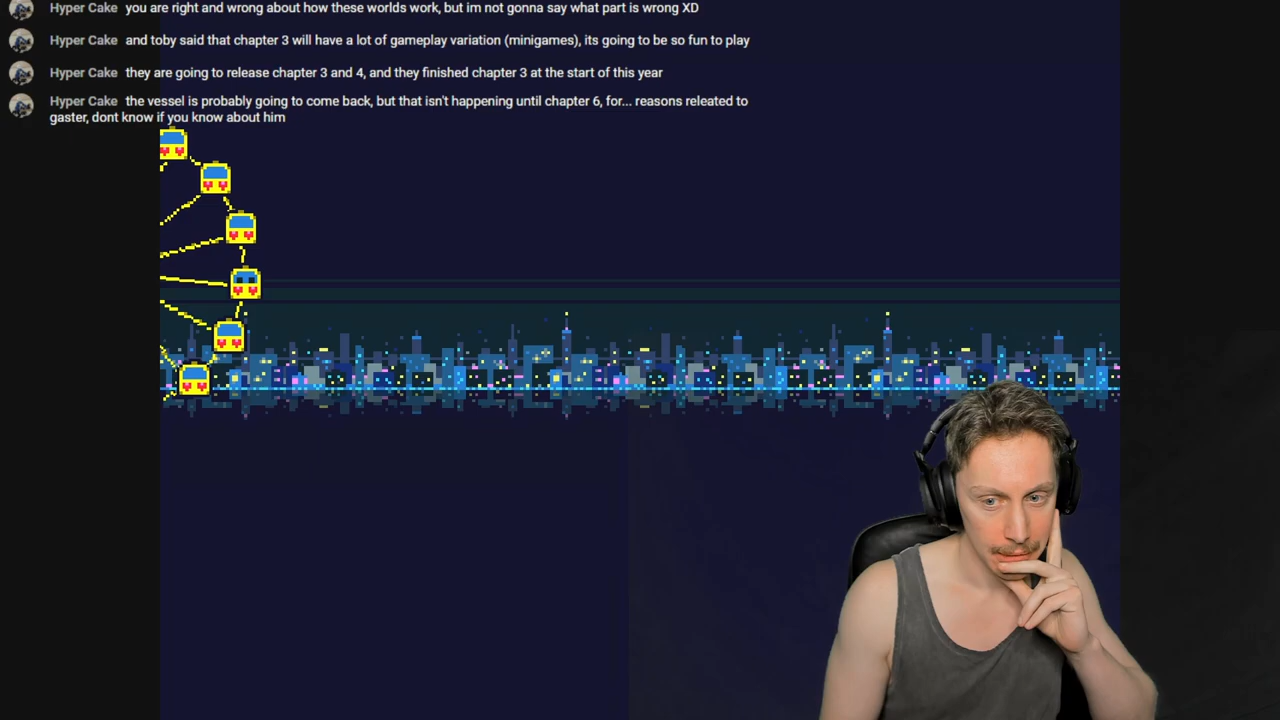 Hyper Cake you are right and wrong about how these worlds work, but im not gonna say what part is wrong XD
Hyper Cake and toby said that chapter 3 will have a lot of gameplay variation (minigames), its going to be so fun to play
Hyper Cake they are going to release chapter 3 and 4, and they finished chapter 3 at the start of this year
Hyper Cake the vessel is probably going to come back, but that isn't happening until chapter 6, for... reasons releated to
gaster, dont know if you know about him